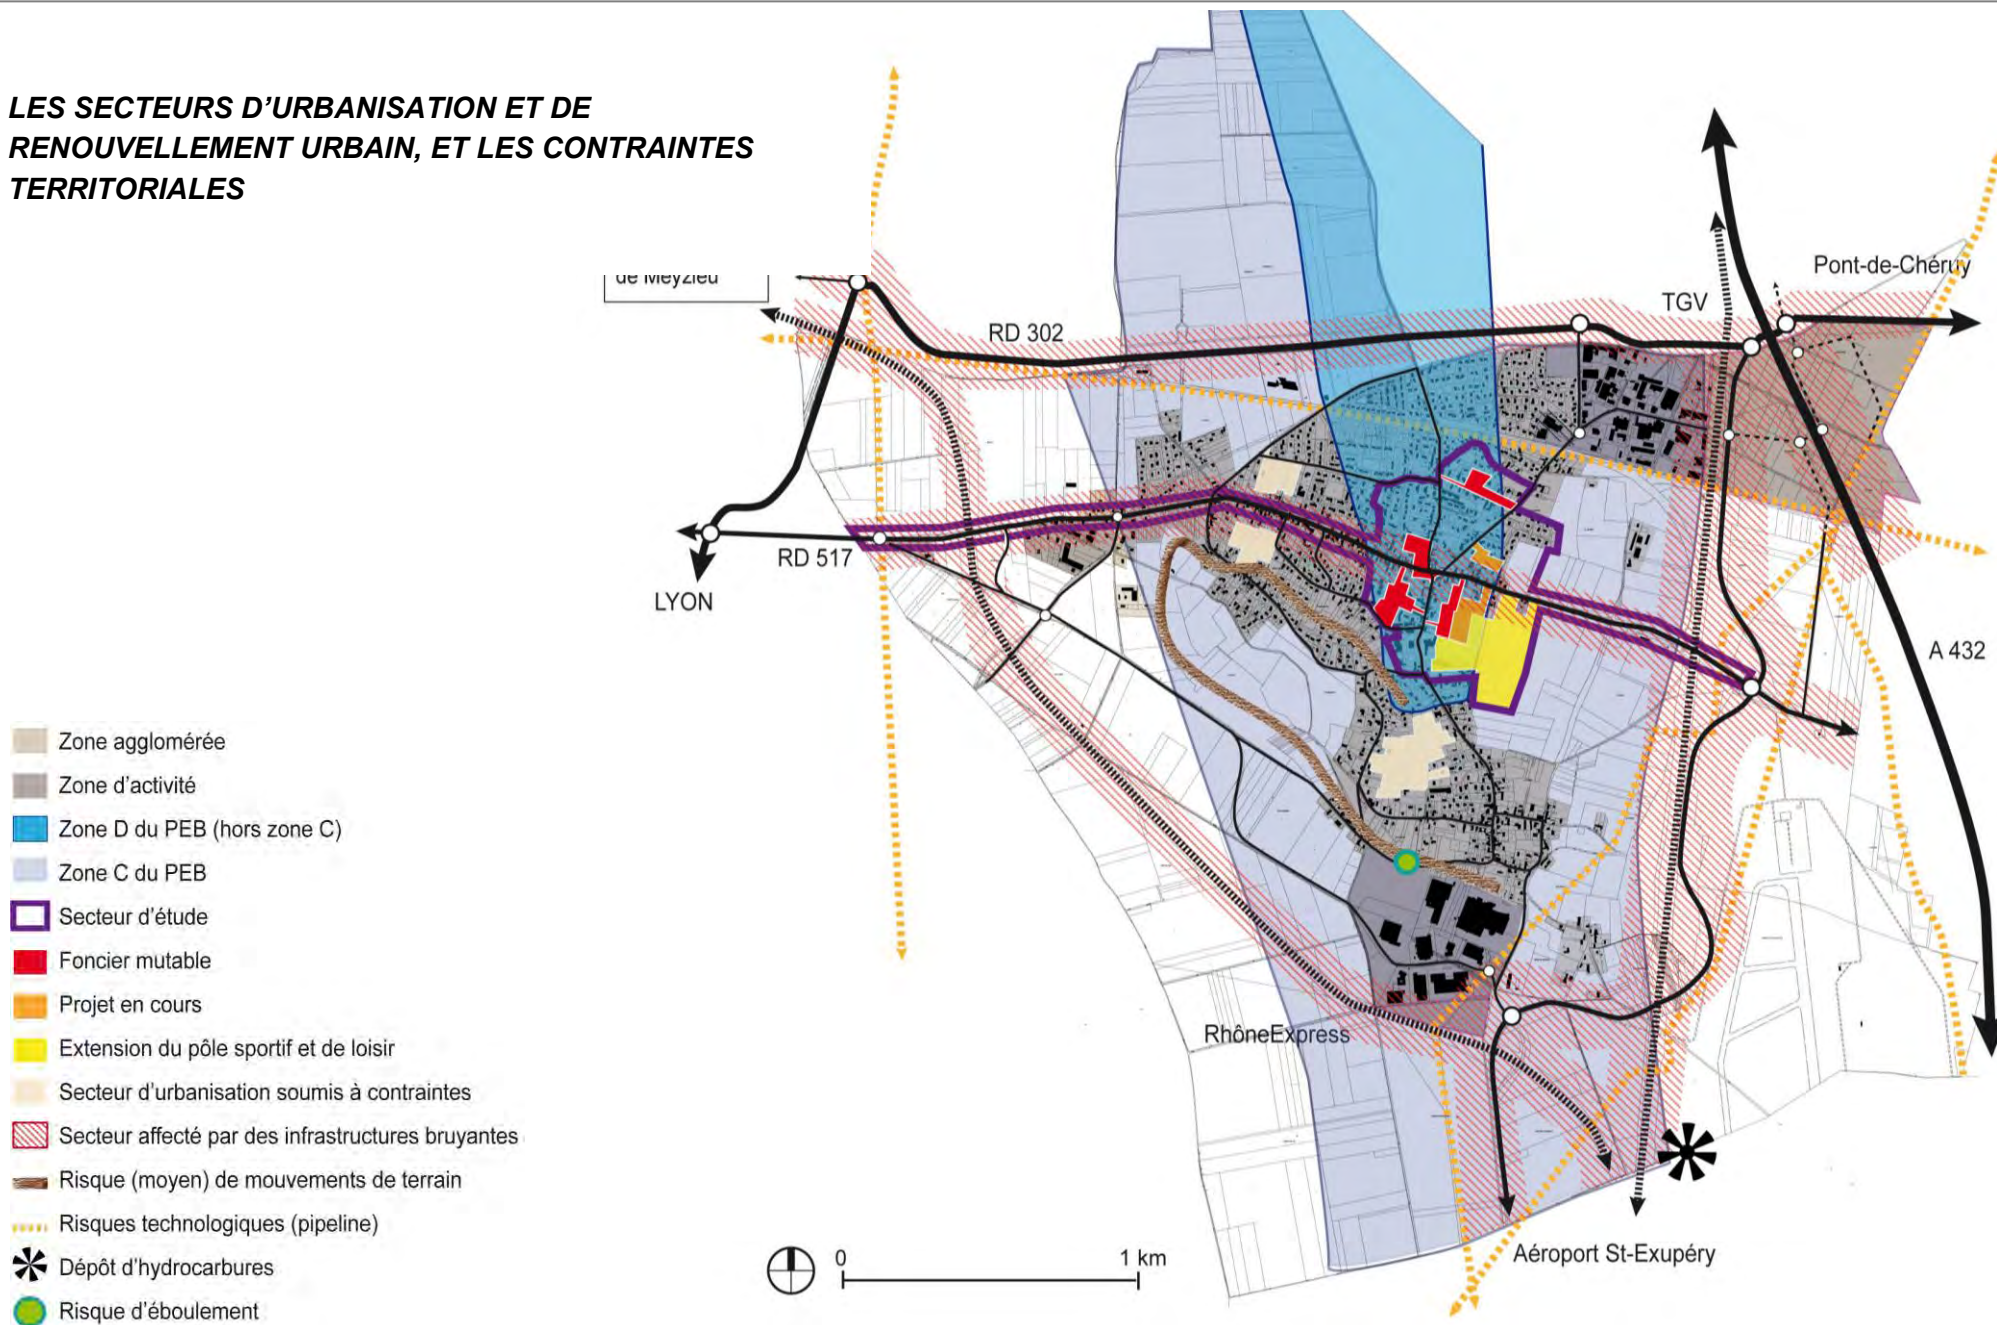 LES SECTEURS D'URBANISATION ET DE
RENOUVELLEMENT URBAIN, ET LES CONTRAINTES
TERRITORIALES
de Meyzieu
Pont-de-Chéruy
TGV
RD 302
RD 517
LYON
A 432
RhôneExpress
Aéroport St-Exupéry
Zone agglomérée
Zone d'activité
Zone D du PEB (hors zone C)
Zone C du PEB
Secteur d'étude
Foncier mutable
Projet en cours
Extension du pôle sportif et de loisir
Secteur d'urbanisation soumis à contraintes
Secteur affecté par des infrastructures bruyantes
Risque (moyen) de mouvements de terrain
Risques technologiques (pipeline)
Dépôt d'hydrocarbures
Risque d'éboulement
0 1 km